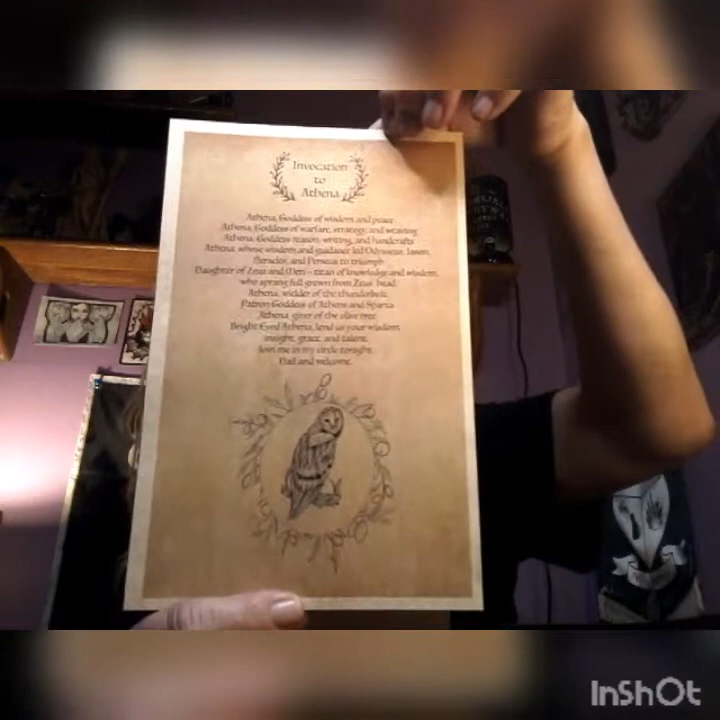 Invocation
to
Athena
Athena, Goddess of wisdom and peace
Athena, Goddess of warfare, strategy, and weaving
Athena, Goddess reason, writing, and handcrafts
Athena, whose wisdom and guidance led Odysseus, Jason,
Heracles, and Perseus to triumph
Daughter of Zeus and Metis – titan of knowledge and wisdom,
who sprang full grown from Zeus' head
Athena, wielder of the thunderbolt,
Patron Goddess of Athens and Sparta
Athena, giver of the olive tree
Bright Eyed Athena, lend us your wisdom,
insight, grace, and talent.
Join me in my circle tonight.
Hail and welcome.
InShOt